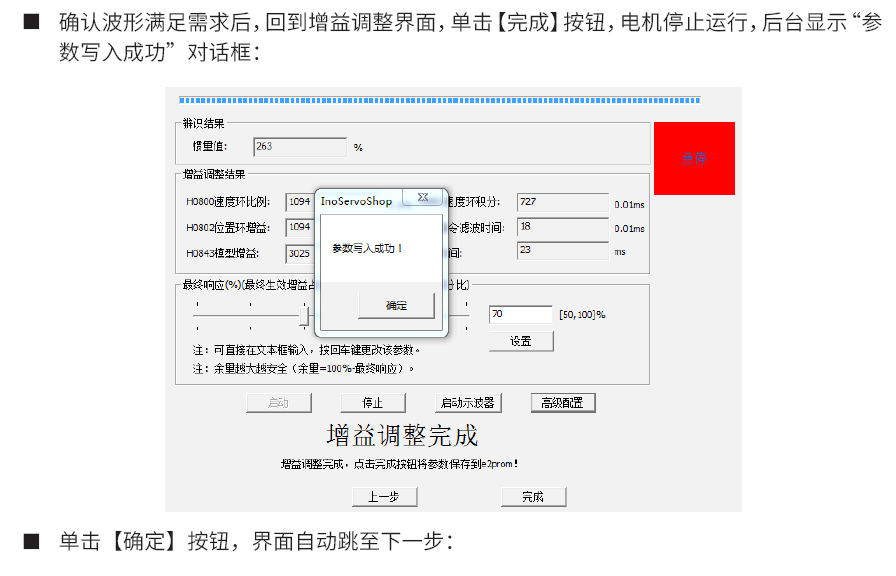 ■ 确认波形满足需求后，回到增益调整界面，单击【完成】按钮，电机停止运行，后台显示“参
数写入成功”对话框：
辨识结果
惯量值： 263 %
增益调整结果
H0800速度环比例: 1094 速度环积分: 727 0.01ms
H0802位置环增益: 1094 令滤波时间: 18 0.01ms
H0843模型增益: 3025 间: 23 ms
InoServoShop
参数写入成功！
确定
最终响应(%)(最终生效增益占 分比)
70 [50,100]%
设置
注：可直接在文本框输入，按回车键更改该参数。
注：余量越大越安全（余量=100%-最终响应）。
启动 停止 启动示波器 高级配置
增益调整完成
增益调整完成，点击完成按钮将参数保存到e2prom！
上一步 完成
■ 单击【确定】按钮，界面自动跳至下一步：